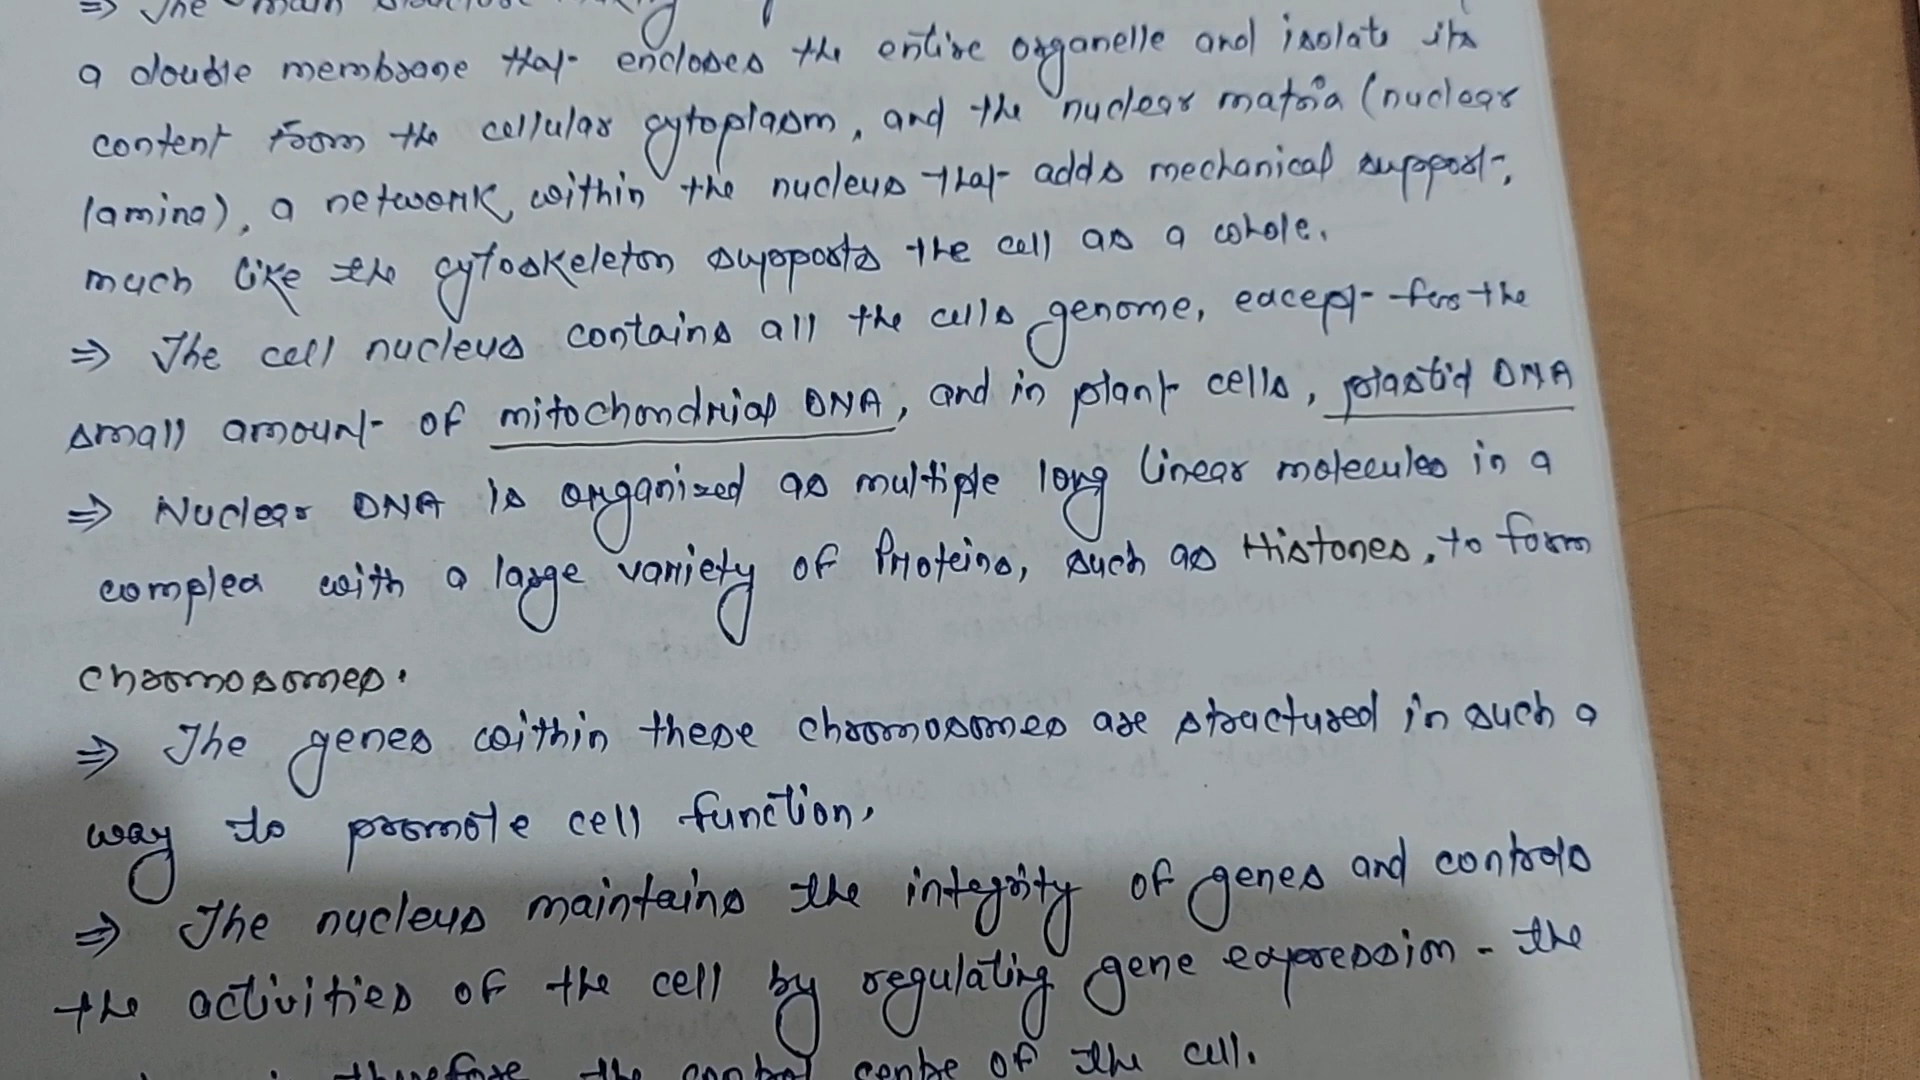 ⇒ The main
a double membrane that encloses the entire organelle and isolate its
content from the cellular cytoplasm, and the nuclear matrix (nuclear
lamina), a network within the nucleus that adds mechanical support,
much like the cytoskeleton supports the cell as a whole.
⇒ The cell nucleus contains all the cells genome, except for the
small amount of mitochondrial DNA, and in plant cells, plastid DNA
⇒ Nuclear DNA is organized as multiple long linear molecules in a
complex with a large variety of Proteins, such as Histones, to form
chromosomes.
⇒ The genes within these chromosomes are structured in such a
way to promote cell function.
⇒ The nucleus maintains the integrity of genes and controls
the activities of the cell by regulating gene expression - the
therefore the control centre of the cell.